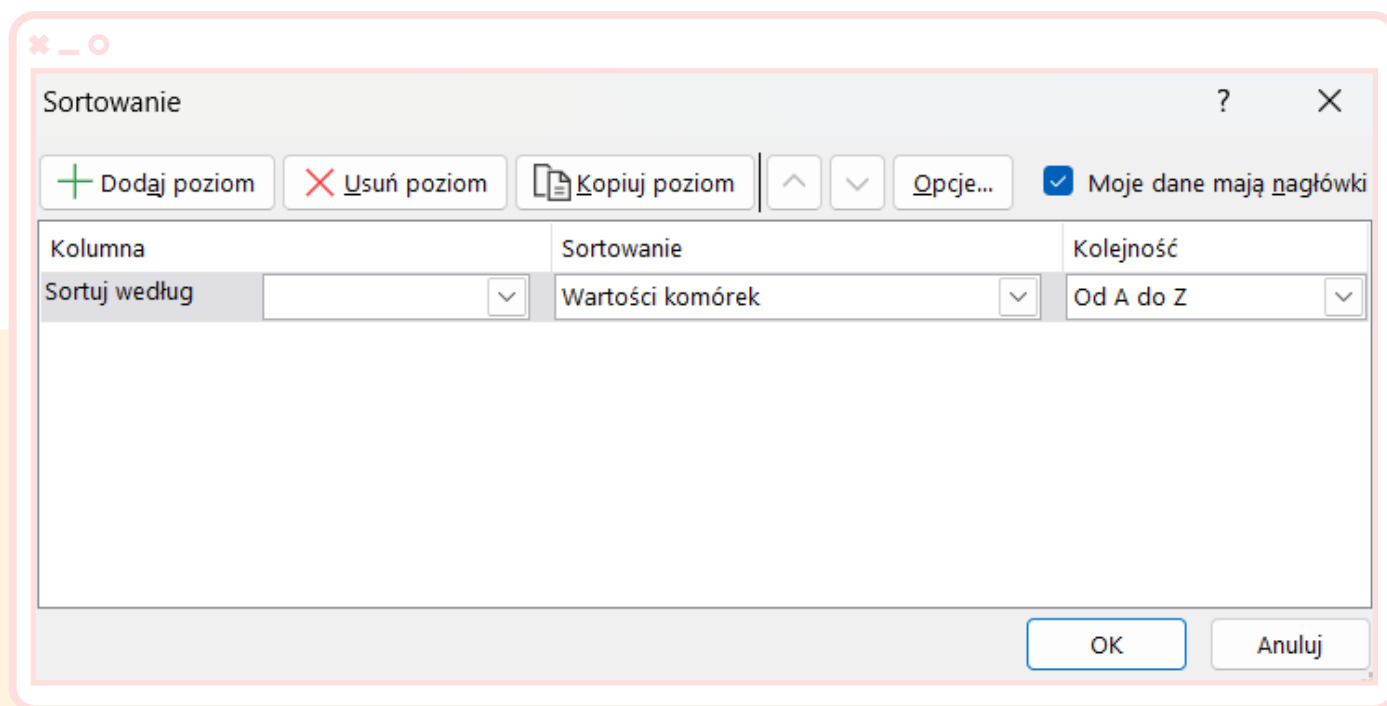 Sortowanie ?
Dodaj poziom Usuń poziom Kopiuj poziom Opcje... Moje dane mają nagłówki
Kolumna Sortowanie Kolejność
Sortuj według Wartości komórek Od A do Z
OK Anuluj